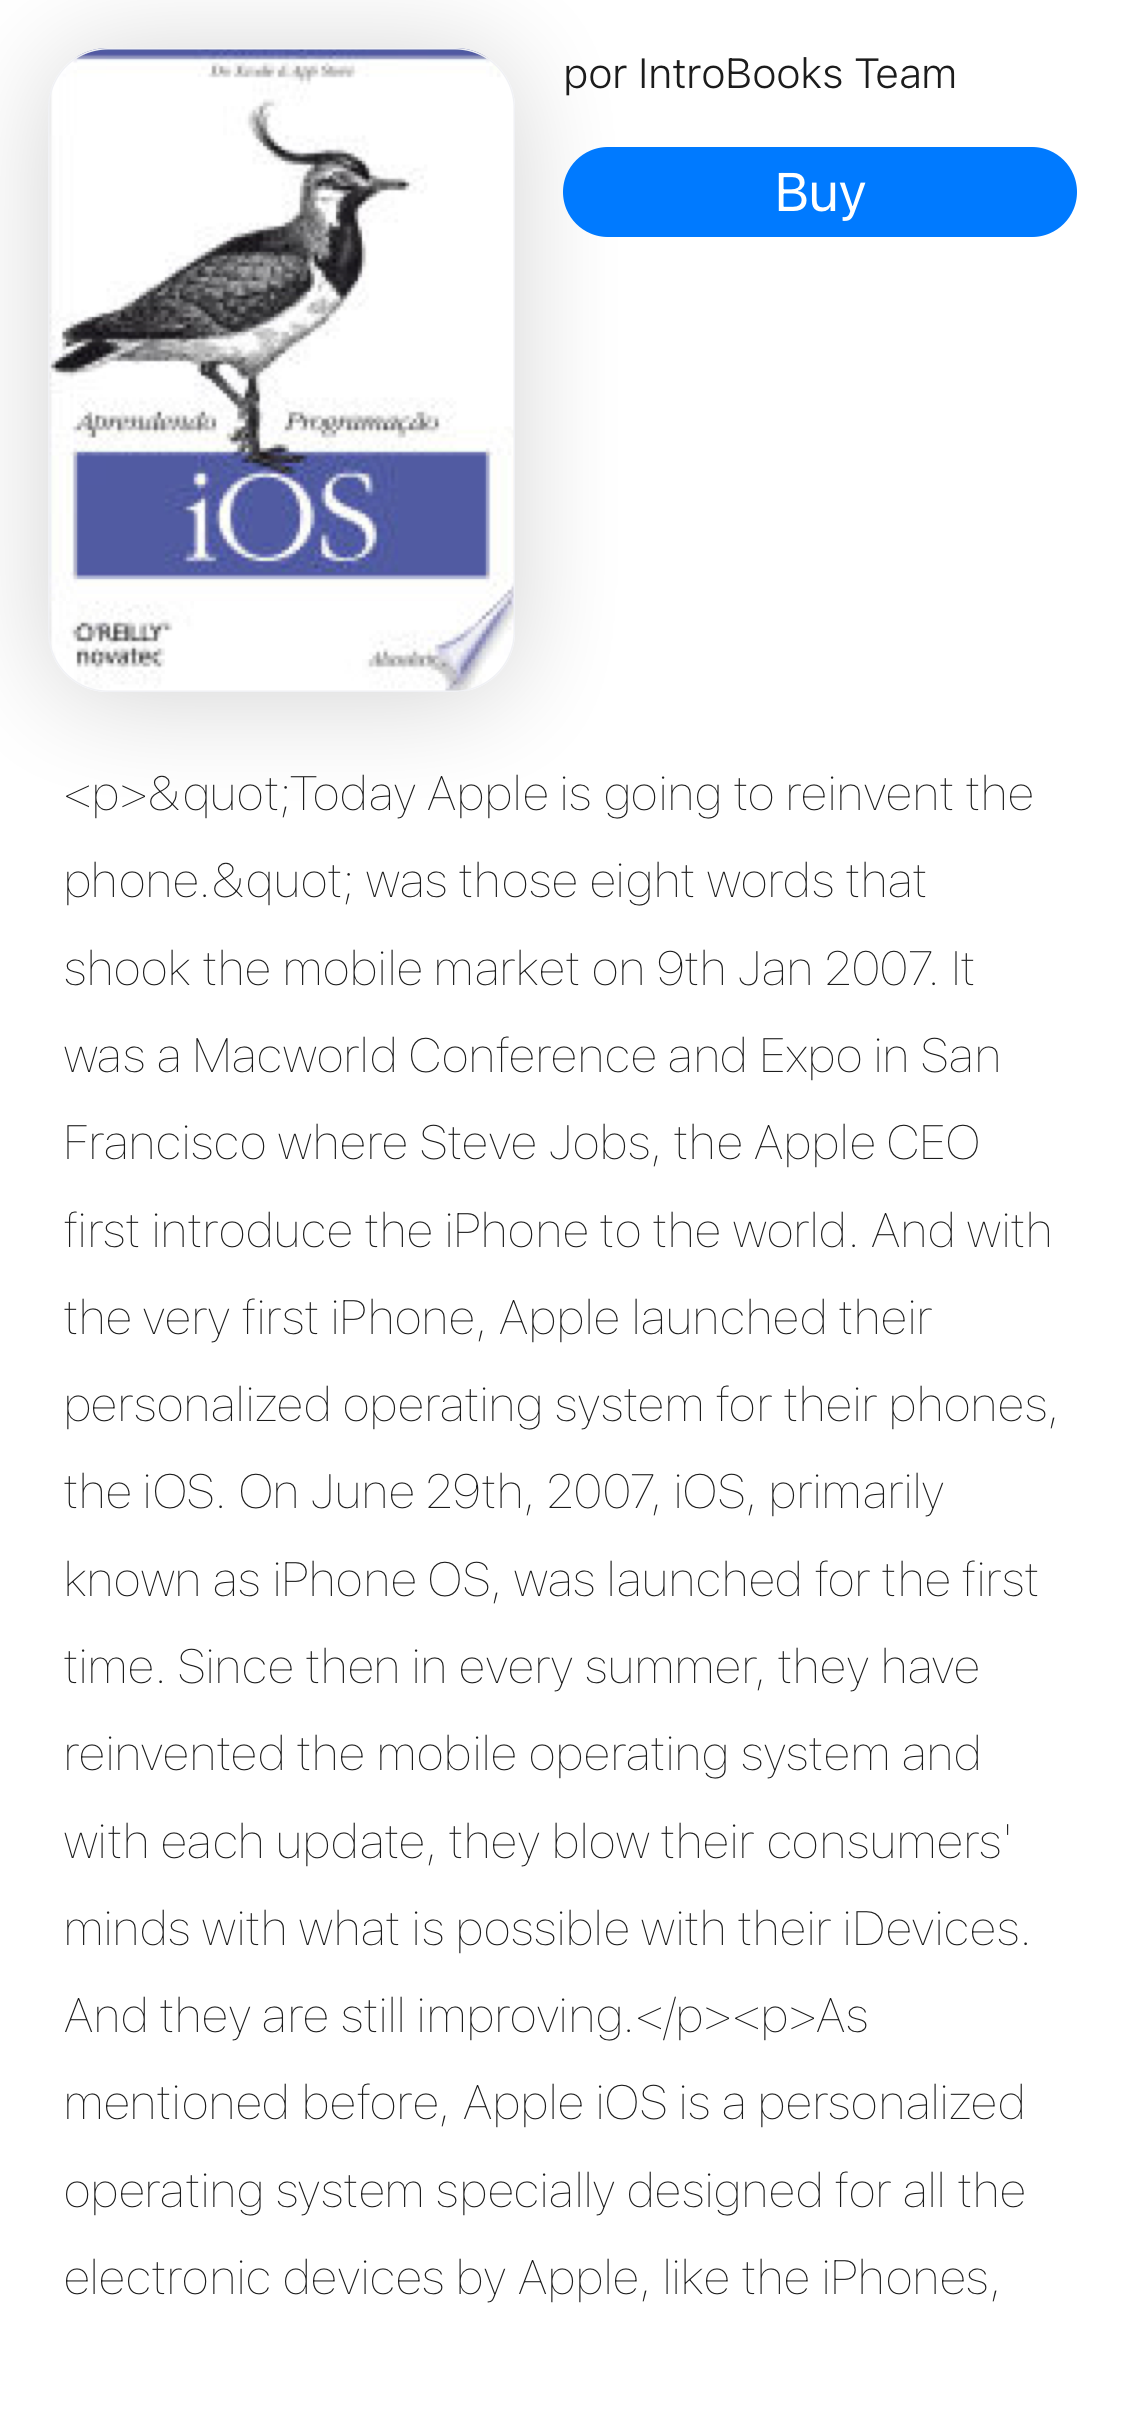 Do Xcode à App Store
Aprendendo Programação
iOS
O'REILLY
novatec
por IntroBooks Team
Buy
<p>&quot;Today Apple is going to reinvent the
phone.&quot; was those eight words that
shook the mobile market on 9th Jan 2007. It
was a Macworld Conference and Expo in San
Francisco where Steve Jobs, the Apple CEO
first introduce the iPhone to the world. And with
the very first iPhone, Apple launched their
personalized operating system for their phones,
the iOS. On June 29th, 2007, iOS, primarily
known as iPhone OS, was launched for the first
time. Since then in every summer, they have
reinvented the mobile operating system and
with each update, they blow their consumers'
minds with what is possible with their iDevices.
And they are still improving.</p><p>As
mentioned before, Apple iOS is a personalized
operating system specially designed for all the
electronic devices by Apple, like the iPhones,